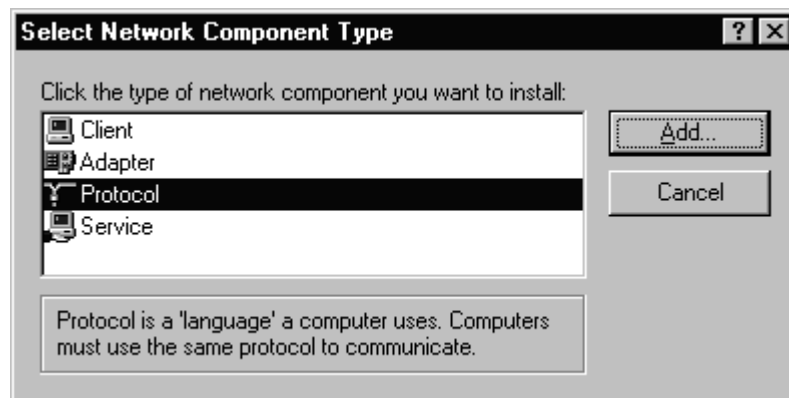 Select Network Component Type
?
Click the type of network component you want to install:
Client
Adapter
Protocol
Service
Add...
Cancel
Protocol is a 'language' a computer uses. Computers
must use the same protocol to communicate.